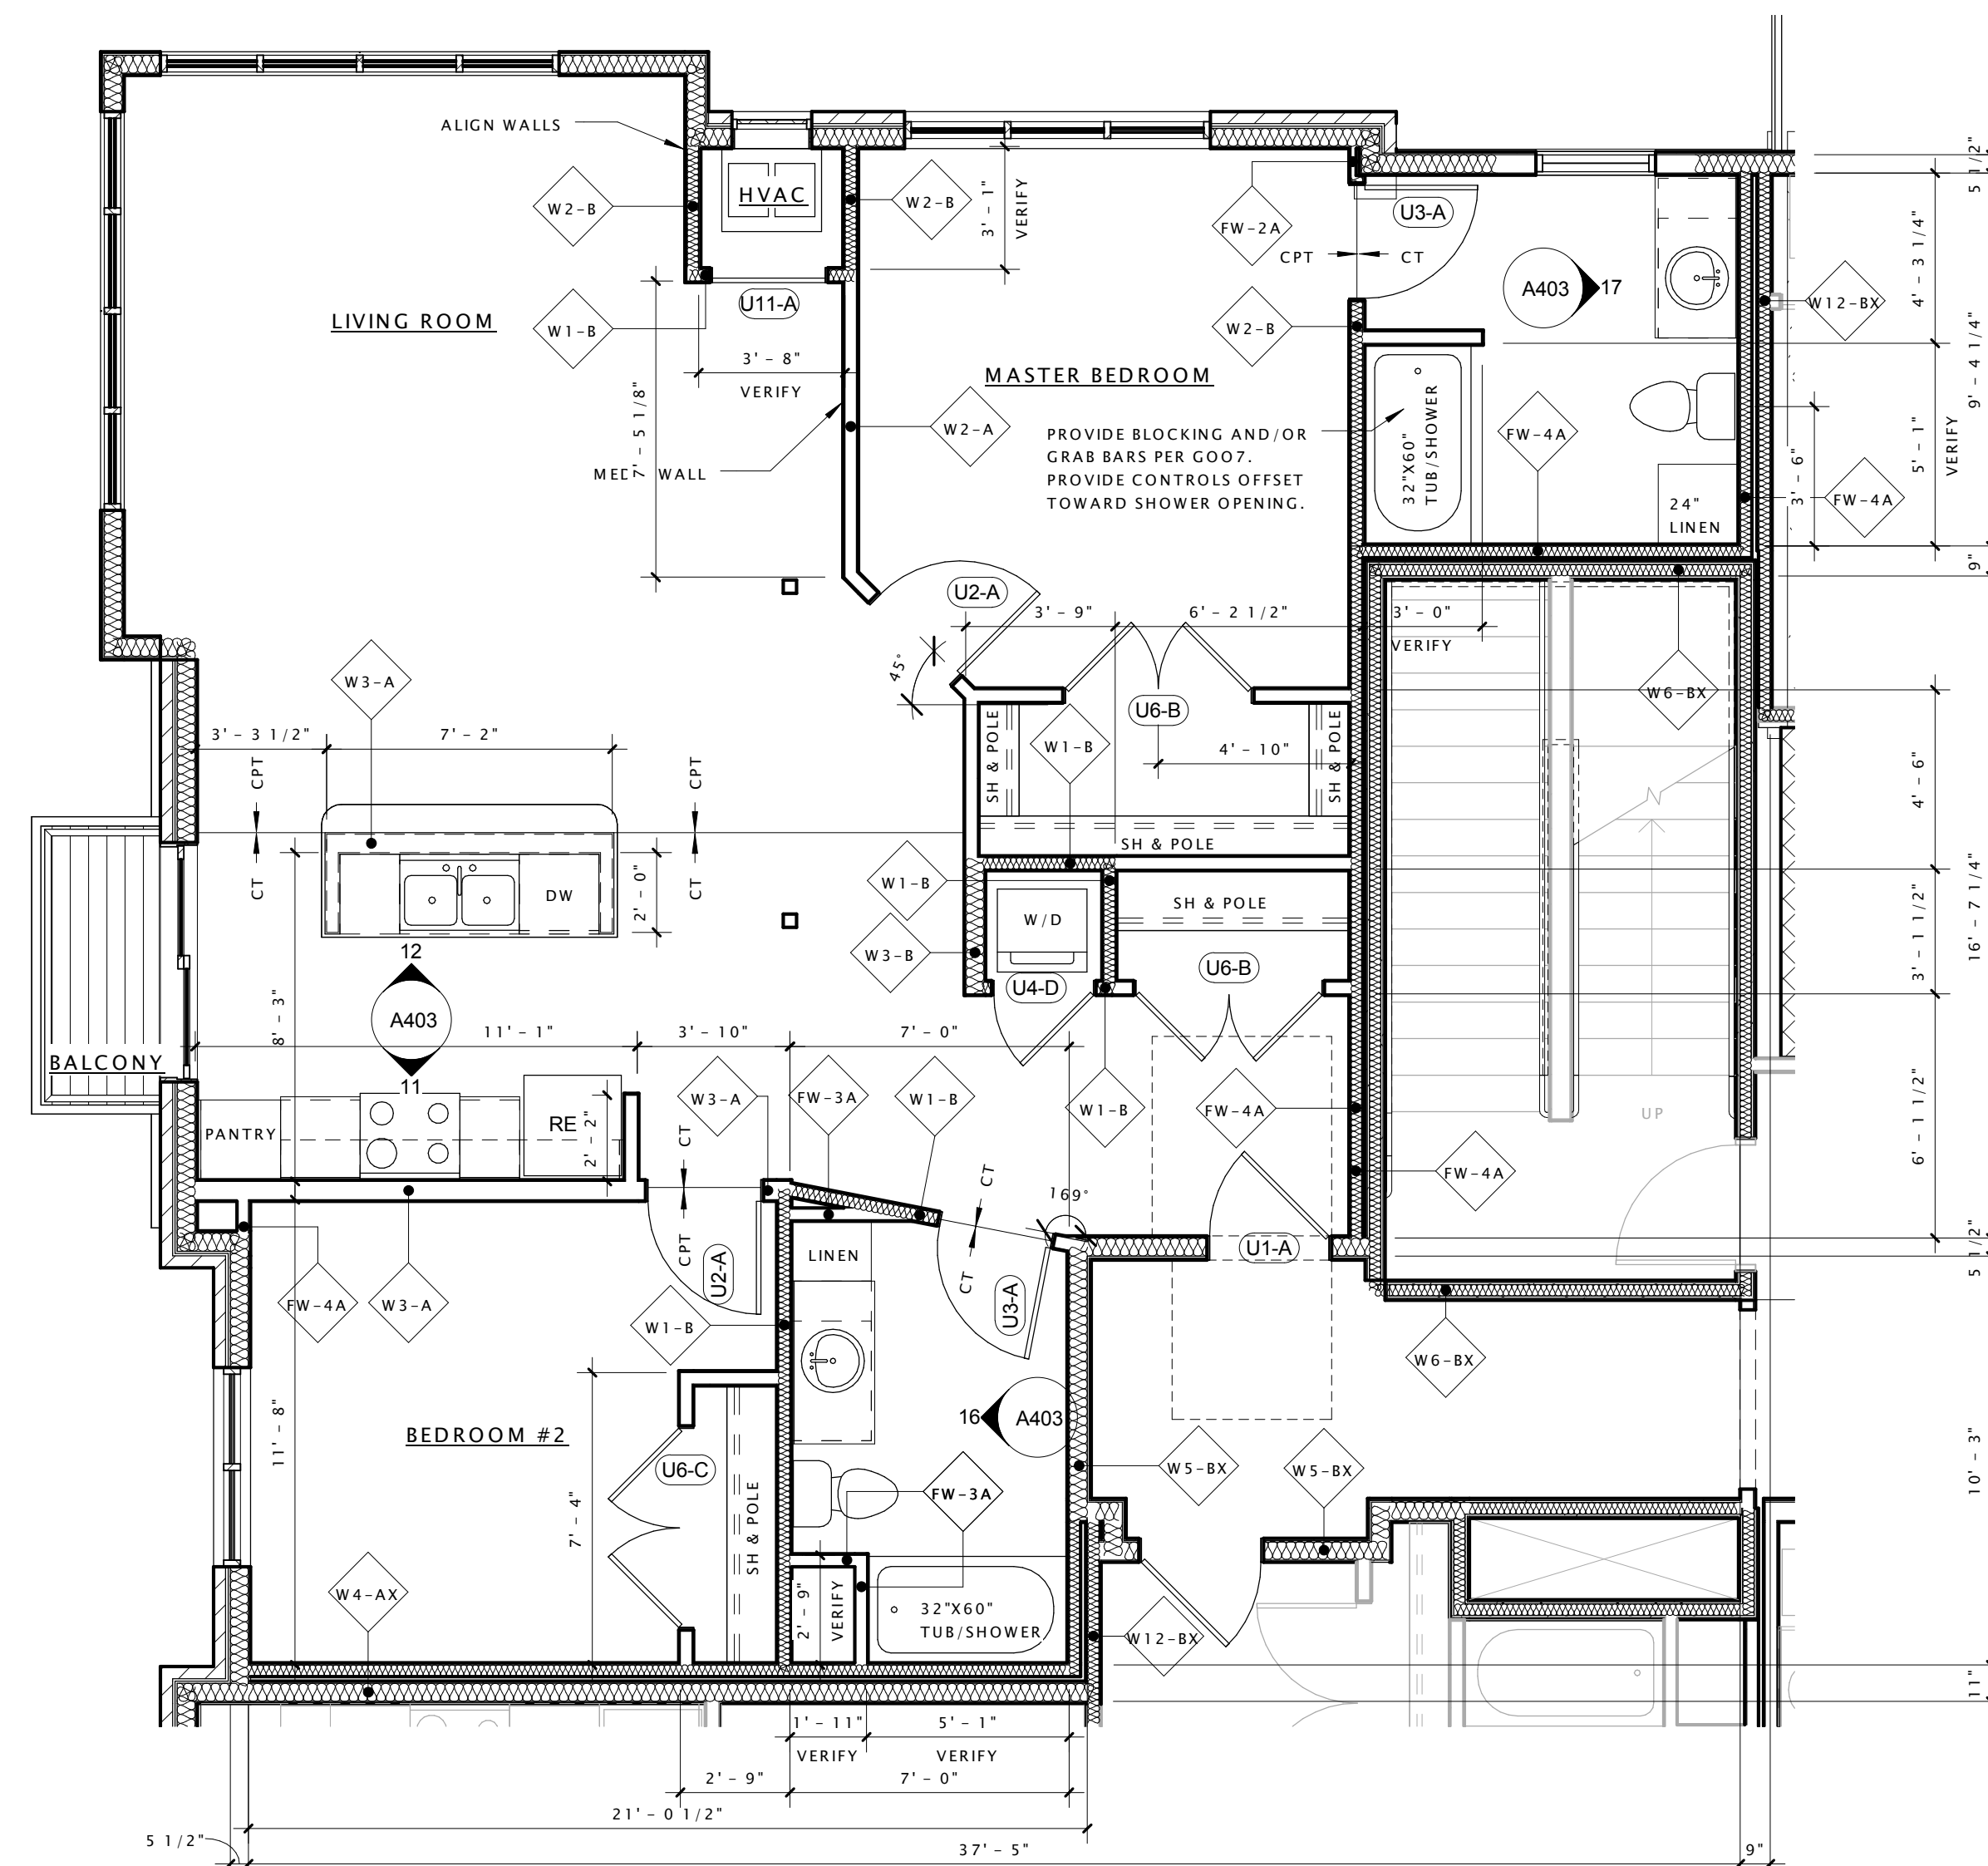 5 1/2"
ALIGN WALLS
HVAC
W2-B
W2-B
3' - 1"
VERIFY
FW-2A
U3-A
CPT
CT
A403
17
4' - 3 1/4"
9' - 4 1/4"
W12-BX
U11-A
W1-B
LIVING ROOM
W2-B
3' - 8"
VERIFY
MASTER BEDROOM
7' - 5 1/8"
W2-A
PROVIDE BLOCKING AND/OR
GRAB BARS PER GOO7.
PROVIDE CONTROLS OFFSET
TOWARD SHOWER OPENING.
32"X60"
TUB/SHOWER
FW-4A
5' - 1"
VERIFY
3' - 6"
FW-4A
WALL
24"
LINEN
9"
U2-A
3' - 9"
6' - 2 1/2"
3' - 0"
VERIFY
45°
W3-A
W6-BX
U6-B
SH & POLE
W1-B
4' - 10"
SH & POLE
3' - 3 1/2"
7' - 2"
CPT
CPT
4' - 6"
SH & POLE
CT
CT
DW
2' - 0"
W1-B
W/D
SH & POLE
W3-B
U4-D
U6-B
3' - 1 1/2"
16' - 7 1/4"
12
A403
11
8' - 3"
11' - 1"
3' - 10"
7' - 0"
BALCONY
W3-A
FW-3A
W1-B
W1-B
FW-4A
UP
6' - 1 1/2"
PANTRY
RE
2' - 2"
CT
FW-4A
CT
169°
5 1/2"
CPT
U2-A
LINEN
CT
U3-A
U1-A
FW-4A
W3-A
W1-B
W6-BX
16
A403
BEDROOM #2
11' - 8"
U6-C
W5-BX
W5-BX
10' - 3"
7' - 4"
SH & POLE
FW-3A
W4-AX
2' - 9"
VERIFY
32"X60"
TUB/SHOWER
W12-BX
11"
1' - 11"
5' - 1"
VERIFY
VERIFY
2' - 9"
7' - 0"
21' - 0 1/2"
5 1/2"
37' - 5"
9"